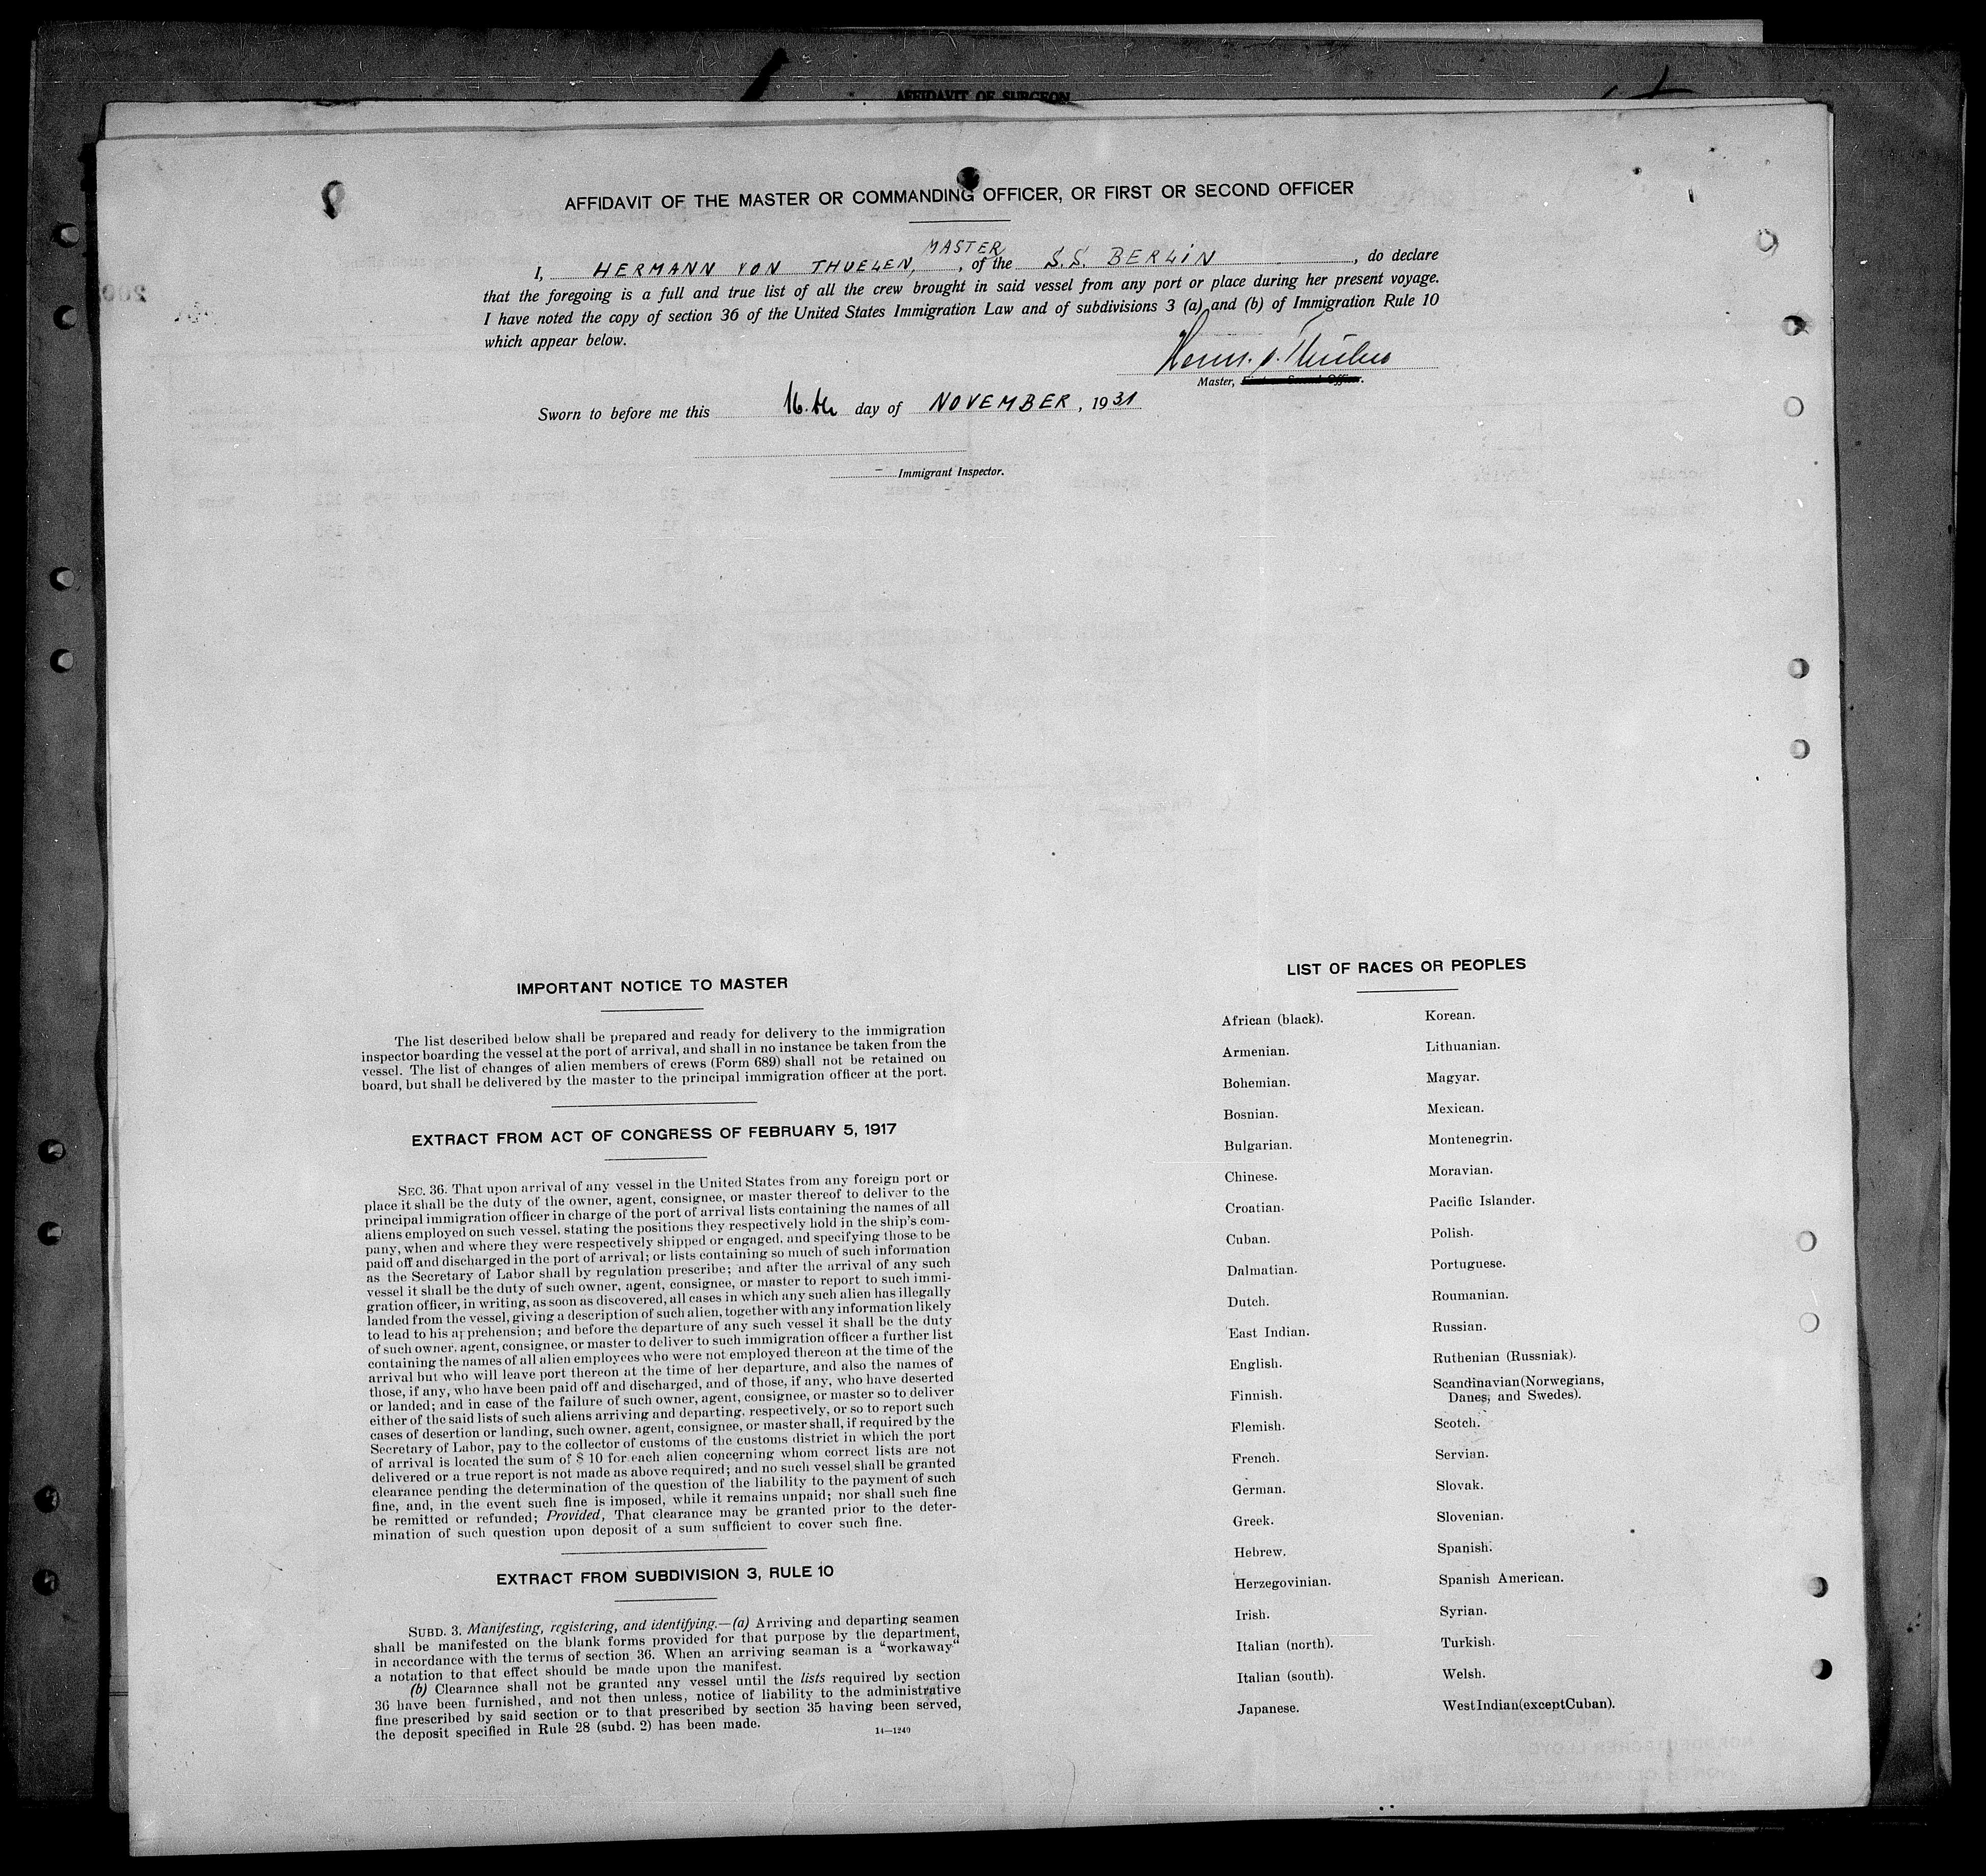 AFFIDAVIT OF SURGEON
AFFIDAVIT OF THE MASTER OR COMMANDING OFFICER, OR FIRST OR SECOND OFFICER
MASTER
I, HERMANN VON THUELEN, , of the S.S. BERLIN , do declare
that the foregoing is a full and true list of all the crew brought in said vessel from any port or place during her present voyage.
I have noted the copy of section 36 of the United States Immigration Law and of subdivisions 3 (a) and (b) of Immigration Rule 10
which appear below.
Herm. v. Thülen
Master, First or Second Officer.
Sworn to before me this 16.th day of NOVEMBER, 1931
Immigrant Inspector.
IMPORTANT NOTICE TO MASTER
The list described below shall be prepared and ready for delivery to the immigration
inspector boarding the vessel at the port of arrival, and shall in no instance be taken from the
vessel. The list of changes of alien members of crews (Form 689) shall not be retained on
board, but shall be delivered by the master to the principal immigration officer at the port.
EXTRACT FROM ACT OF CONGRESS OF FEBRUARY 5, 1917
SEC. 36. That upon arrival of any vessel in the United States from any foreign port or
place it shall be the duty of the owner, agent, consignee, or master thereof to deliver to the
principal immigration officer in charge of the port of arrival lists containing the names of all
aliens employed on such vessel, stating the positions they respectively hold in the ship's com-
pany, when and where they were respectively shipped or engaged, and specifying those to be
paid off and discharged in the port of arrival; or lists containing so much of such information
as the Secretary of Labor shall by regulation prescribe; and after the arrival of any such
vessel it shall be the duty of such owner, agent, consignee, or master to report to such immi-
gration officer, in writing, as soon as discovered, all cases in which any such alien has illegally
landed from the vessel, giving a description of such alien, together with any information likely
to lead to his apprehension; and before the departure of any such vessel it shall be the duty
of such owner, agent, consignee, or master to deliver to such immigration officer a further list
containing the names of all alien employees who were not employed thereon at the time of the
arrival but who will leave port thereon at the time of her departure, and also the names of
those, if any, who have been paid off and discharged, and of those, if any, who have deserted
or landed; and in case of the failure of such owner, agent, consignee, or master so to deliver
either of the said lists of such aliens arriving and departing, respectively, or so to report such
cases of desertion or landing, such owner, agent, consignee, or master shall, if required by the
Secretary of Labor, pay to the collector of customs of the customs district in which the port
of arrival is located the sum of $ 10 for each alien concerning whom correct lists are not
delivered or a true report is not made as above required; and no such vessel shall be granted
clearance pending the determination of the question of the liability to the payment of such
fine, and, in the event such fine is imposed, while it remains unpaid; nor shall such fine
be remitted or refunded; Provided, That clearance may be granted prior to the deter-
mination of such question upon deposit of a sum sufficient to cover such fine.
EXTRACT FROM SUBDIVISION 3, RULE 10
SUBD. 3. Manifesting, registering, and identifying.—(a) Arriving and departing seamen
shall be manifested on the blank forms provided for that purpose by the department,
in accordance with the terms of section 36. When an arriving seaman is a "workaway"
a notation to that effect should be made upon the manifest.
(b) Clearance shall not be granted any vessel until the lists required by section
36 have been furnished, and not then unless, notice of liability to the administrative
fine prescribed by said section or to that prescribed by section 35 having been served,
the deposit specified in Rule 28 (subd. 2) has been made.
14—1240
LIST OF RACES OR PEOPLES
African (black).
Armenian.
Bohemian.
Bosnian.
Bulgarian.
Chinese.
Croatian.
Cuban.
Dalmatian.
Dutch.
East Indian.
English.
Finnish.
Flemish.
French.
German.
Greek.
Hebrew.
Herzegovinian.
Irish.
Italian (north).
Italian (south).
Japanese.
Korean.
Lithuanian.
Magyar.
Mexican.
Montenegrin.
Moravian.
Pacific Islander.
Polish.
Portuguese.
Roumanian.
Russian.
Ruthenian (Russniak).
Scandinavian (Norwegians,
Danes, and Swedes).
Scotch.
Servian.
Slovak.
Slovenian.
Spanish.
Spanish American.
Syrian.
Turkish.
Welsh.
West Indian (except Cuban).